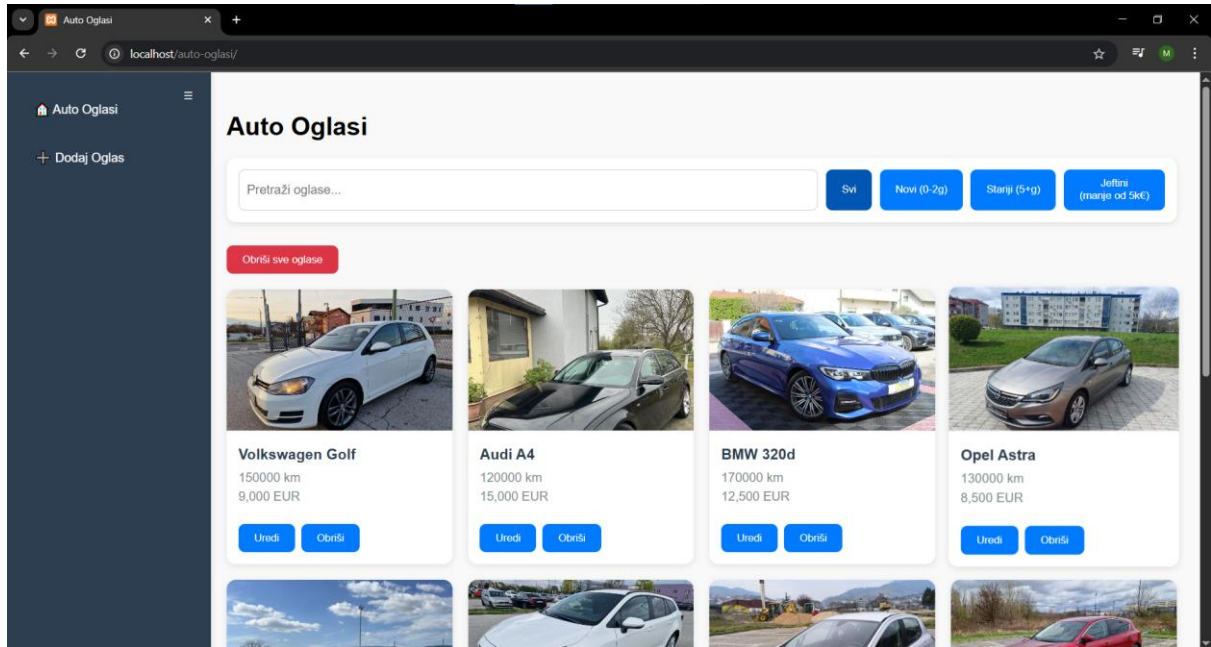 Auto Oglasi
localhost/auto-oglasi/
M
Auto Oglasi
Dodaj Oglas
Auto Oglasi
Pretraži oglase...
Svi
Novi (0-2g)
Stariji (5+g)
Jeftini
(manje od 5k€)
Obriši sve oglase
Volkswagen Golf
150000 km
9,000 EUR
Uredi
Obriši
Audi A4
120000 km
15,000 EUR
Uredi
Obriši
BMW 320d
170000 km
12,500 EUR
Uredi
Obriši
Opel Astra
130000 km
8,500 EUR
Uredi
Obriši